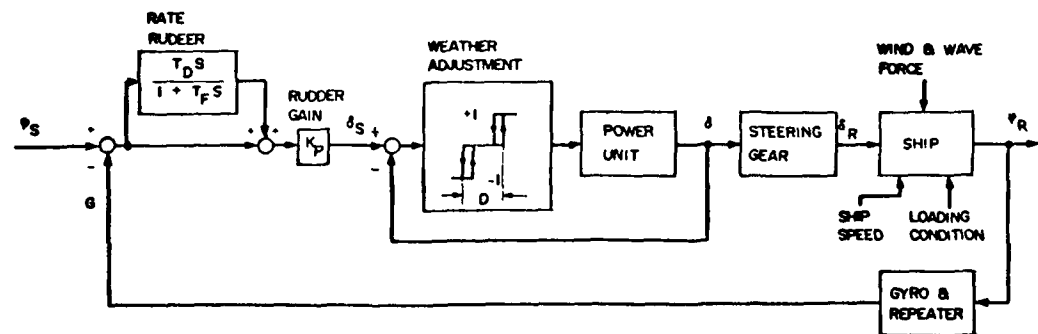 RATE
RUDEER
T_D S
1 + T_F S
WEATHER
ADJUSTMENT
WIND & WAVE
FORCE
RUDDER
GAIN
φ_S
+
−
+
+
K_P
δ_S
+
−
+1
−1
D
POWER
UNIT
δ
STEERING
GEAR
δ_R
SHIP
φ_R
G
SHIP
SPEED
LOADING
CONDITION
GYRO &
REPEATER